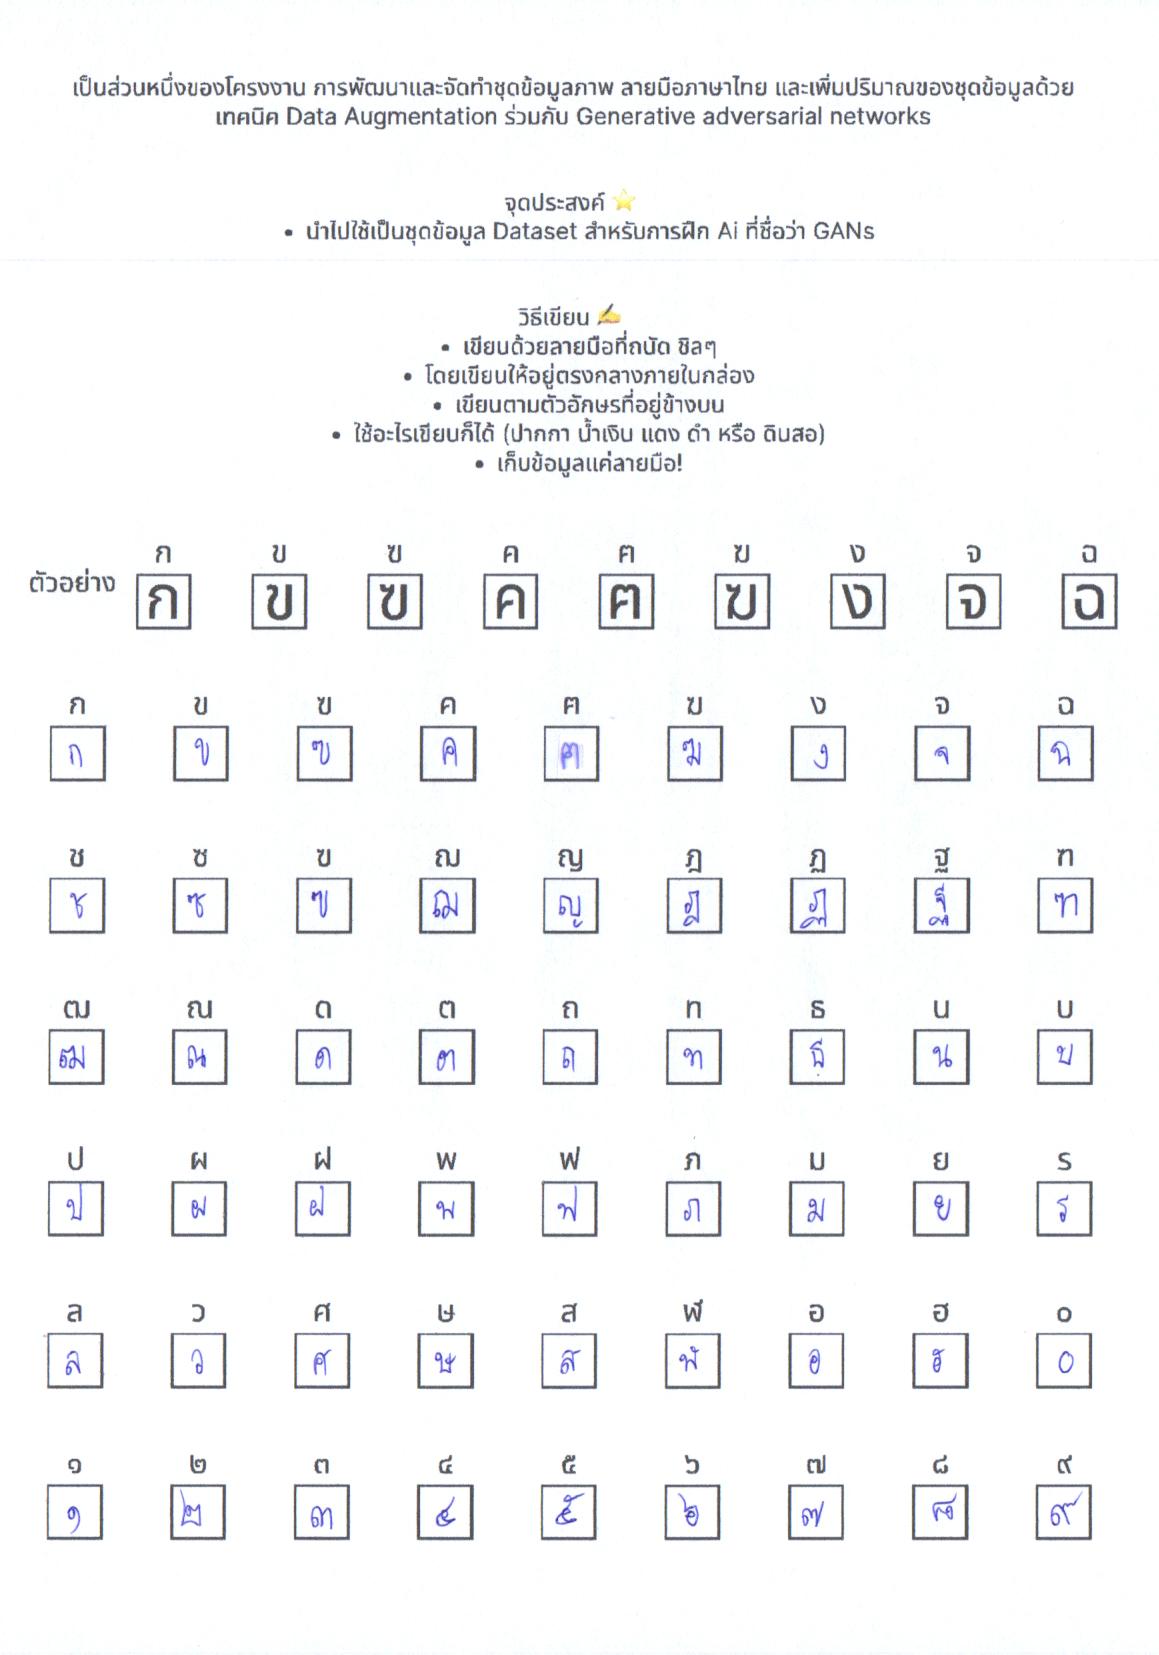 เป็นส่วนหนึ่งของโครงงาน การพัฒนาและจัดทำชุดข้อมูลภาพ ลายมือภาษาไทย และเพิ่มปริมาณของชุดข้อมูลด้วย
เทคนิค Data Augmentation ร่วมกับ Generative adversarial networks
จุดประสงค์ ⭐
• นำไปใช้เป็นชุดข้อมูล Dataset สำหรับการฝึก Ai ที่ชื่อว่า GANs
วิธีเขียน ✍️
• เขียนด้วยลายมือที่ถนัด ชิลๆ
• โดยเขียนให้อยู่ตรงกลางภายในกล่อง
• เขียนตามตัวอักษรที่อยู่ข้างบน
• ใช้อะไรเขียนก็ได้ (ปากกา น้ำเงิน แดง ดำ หรือ ดินสอ)
• เก็บข้อมูลแค่ลายมือ!
ก ข ฃ ค ฅ ฆ ง จ ฉ
ตัวอย่าง ก ข ฃ ค ฅ ฆ ง จ ฉ
ก ข ฃ ค ฅ ฆ ง จ ฉ
ก ข ฃ ค ฅ ฆ ง จ ฉ
ช ซ ฃ ฌ ญ ฎ ฏ ฐ ฑ
ช ซ ฃ ฌ ญ ฎ ฏ ฐ ฑ
ฒ ณ ด ต ถ ท ธ น บ
ฒ ณ ด ต ถ ท ธ น บ
ป ผ ฝ พ ฟ ภ ม ย ร
ป ผ ฝ พ ฟ ภ ม ย ร
ล ว ศ ษ ส ฬ อ ฮ ๐
ล ว ศ ษ ส ฬ อ ฮ ๐
๑ ๒ ๓ ๔ ๕ ๖ ๗ ๘ ๙
๑ ๒ ๓ ๔ ๕ ๖ ๗ ๘ ๙